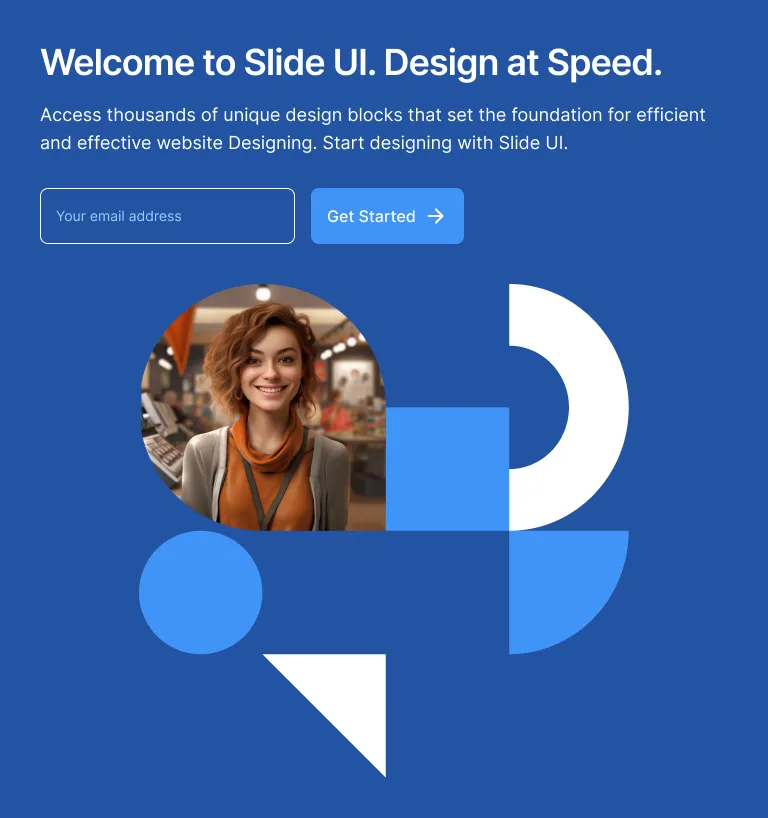 Welcome to Slide UI. Design at Speed.
Access thousands of unique design blocks that set the foundation for efficient
and effective website Designing. Start designing with Slide UI.
Your email address
Get Started